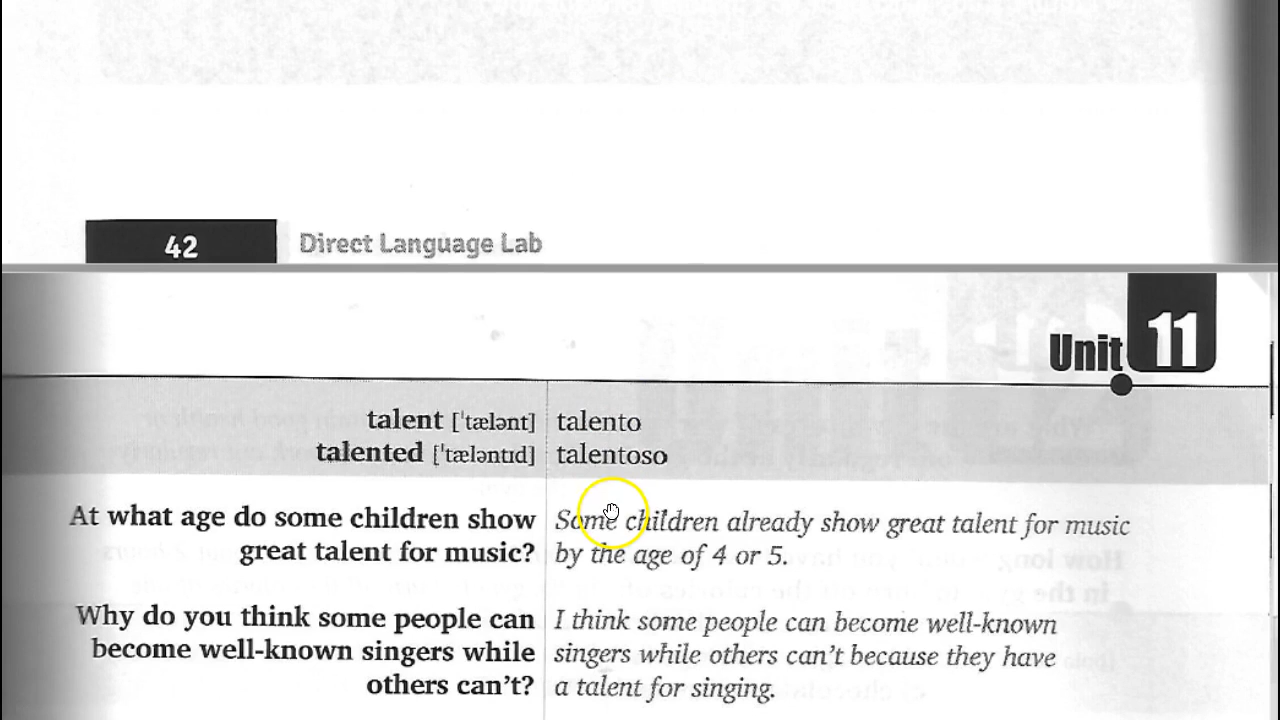 42 Direct Language Lab
Unit 11
talent ['tælənt] talento
talented ['tæləntɪd] talentoso
At what age do some children show Some children already show great talent for music
great talent for music? by the age of 4 or 5.
Why do you think some people can I think some people can become well-known
become well-known singers while singers while others can't because they have
others can't? a talent for singing.